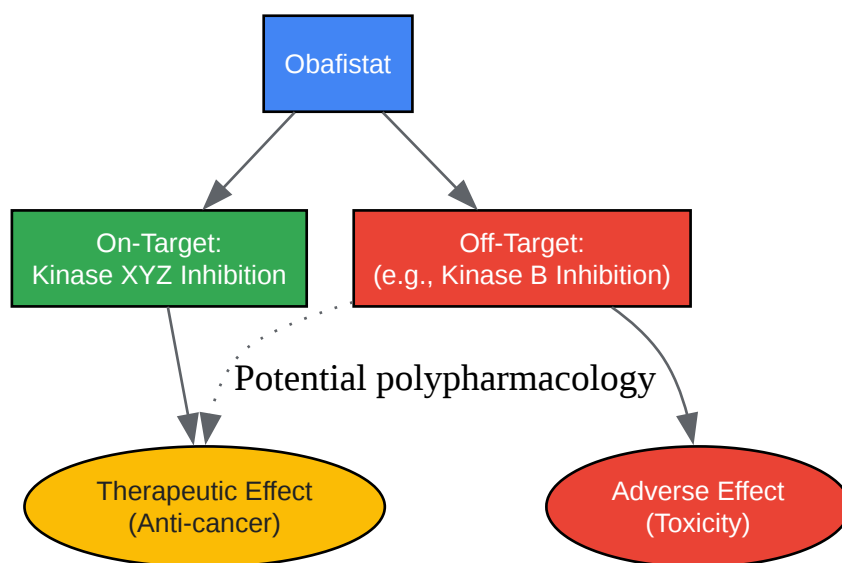 Obafistat
On-Target:
Kinase XYZ Inhibition
Off-Target:
(e.g., Kinase B Inhibition)
Potential polypharmacology
Therapeutic Effect
(Anti-cancer)
Adverse Effect
(Toxicity)